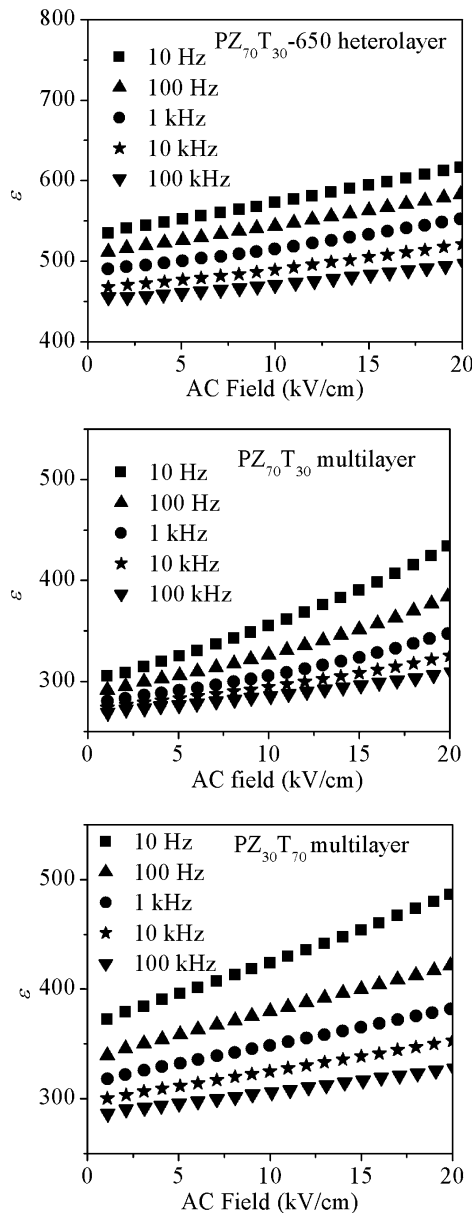 PZ₇₀T₃₀-650 heterolayer
10 Hz
100 Hz
1 kHz
10 kHz
100 kHz
800
700
600
500
400
ε
0 5 10 15 20
AC Field (kV/cm)
PZ₇₀T₃₀ multilayer
10 Hz
100 Hz
1 kHz
10 kHz
100 kHz
500
400
300
ε
0 5 10 15 20
AC field (kV/cm)
PZ₃₀T₇₀ multilayer
10 Hz
100 Hz
1 kHz
10 kHz
100 kHz
500
400
300
ε
0 5 10 15 20
AC Field (kV/cm)